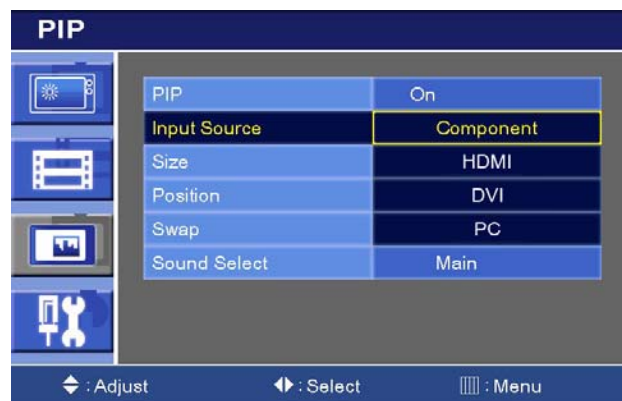 PIP
PIP On
Input Source Component
Size HDMI
Position DVI
Swap PC
Sound Select Main
: Adjust : Select : Menu